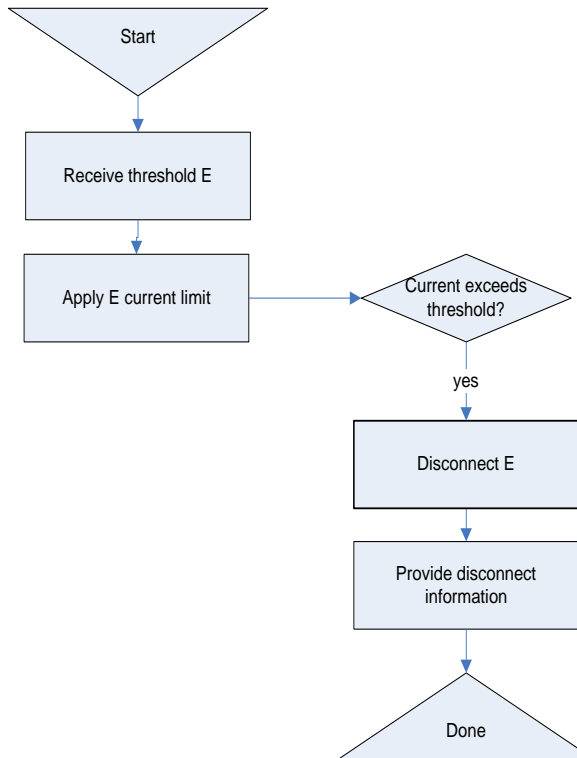 Start
Receive threshold E
Apply E current limit
Current exceeds
threshold?
yes
Disconnect E
Provide disconnect
information
Done